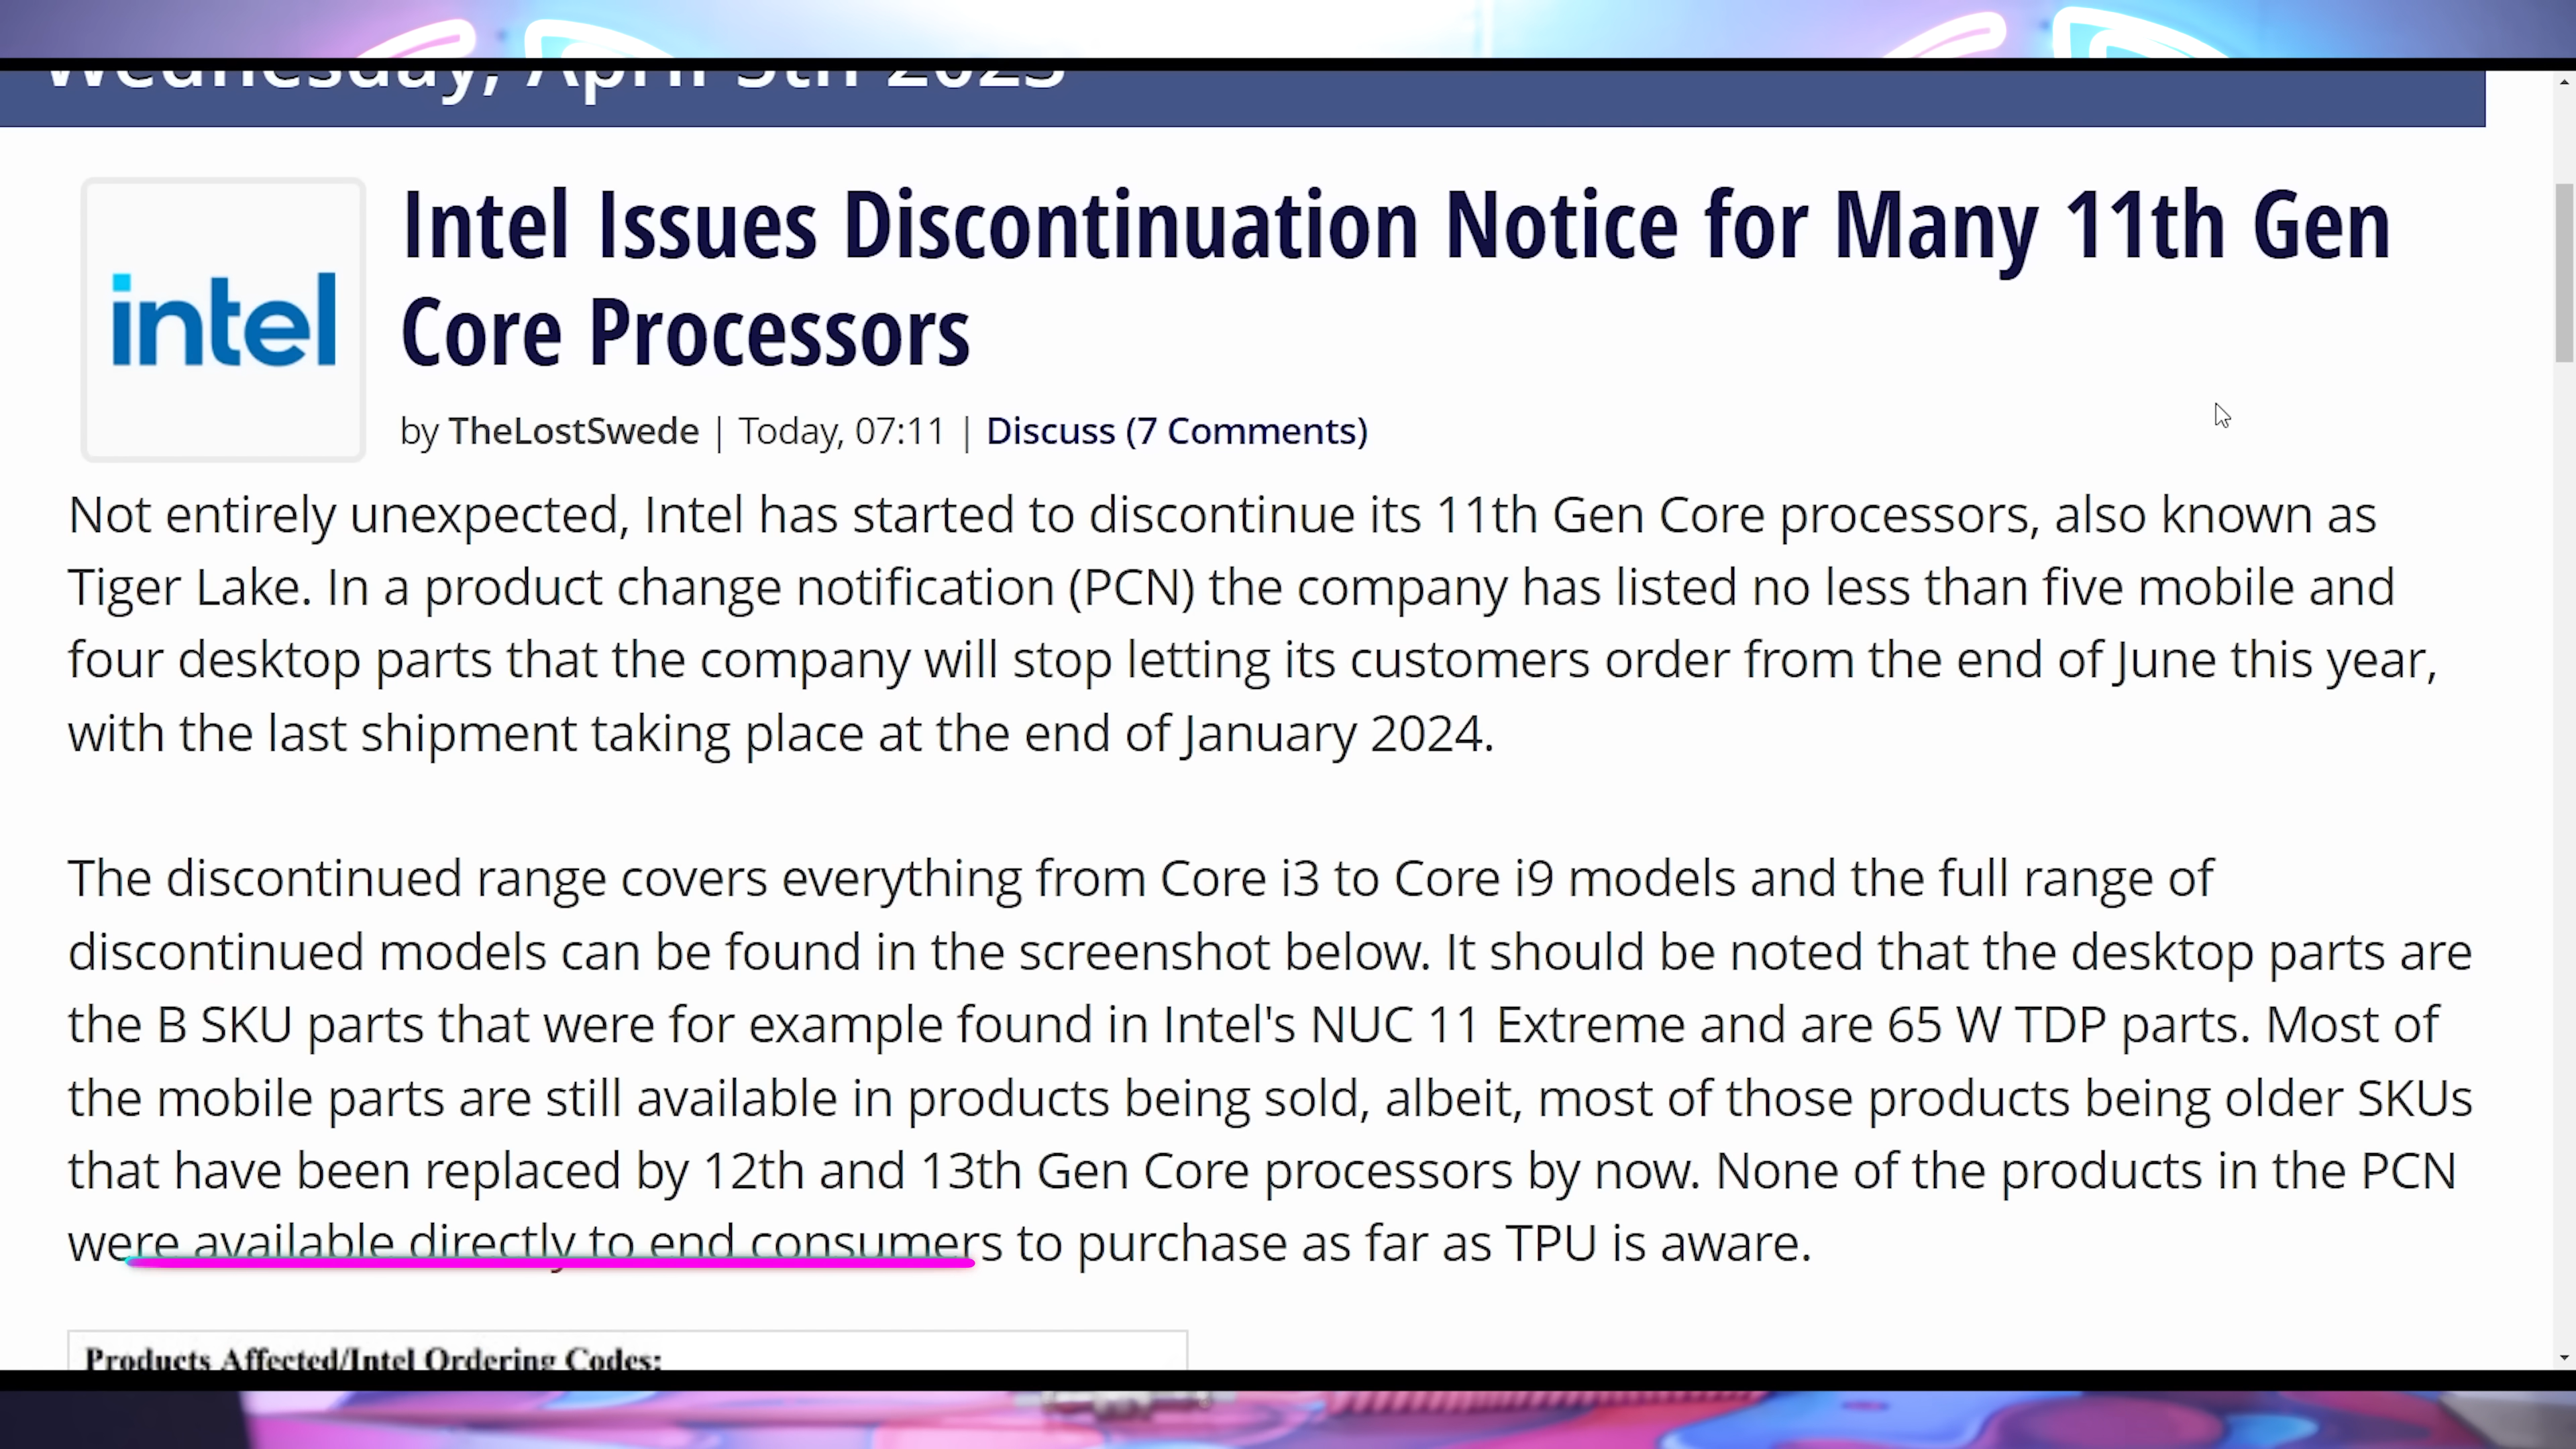 Wednesday, April 5th 2023
Intel Issues Discontinuation Notice for Many 11th Gen
Core Processors
intel
by TheLostSwede | Today, 07:11 | Discuss (7 Comments)
Not entirely unexpected, Intel has started to discontinue its 11th Gen Core processors, also known as
Tiger Lake. In a product change notification (PCN) the company has listed no less than five mobile and
four desktop parts that the company will stop letting its customers order from the end of June this year,
with the last shipment taking place at the end of January 2024.
The discontinued range covers everything from Core i3 to Core i9 models and the full range of
discontinued models can be found in the screenshot below. It should be noted that the desktop parts are
the B SKU parts that were for example found in Intel's NUC 11 Extreme and are 65 W TDP parts. Most of
the mobile parts are still available in products being sold, albeit, most of those products being older SKUs
that have been replaced by 12th and 13th Gen Core processors by now. None of the products in the PCN
were available directly to end consumers to purchase as far as TPU is aware.
Products Affected/Intel Ordering Codes: